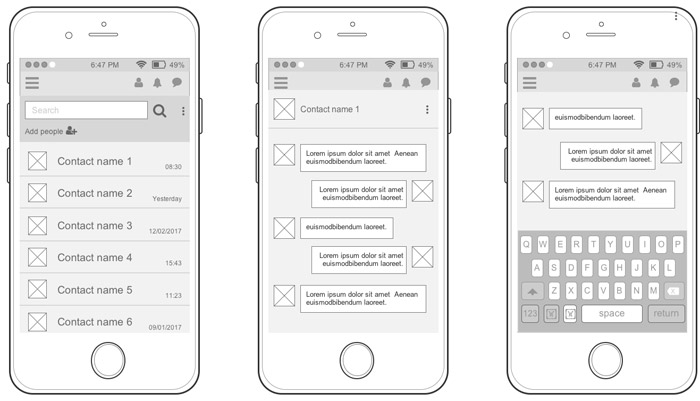 6:47 PM 49%
Search
Add people
Contact name 1
08:30
Contact name 2
Yesterday
Contact name 3
12/02/2017
Contact name 4
15:43
Contact name 5
11:23
Contact name 6
09/01/2017
6:47 PM 49%
Contact name 1
Lorem ipsum dolor sit amet Aenean
euismodbibendum laoreet.
Lorem ipsum dolor sit amet
euismodbibendum laoreet.
euismodbibendum laoreet.
Lorem ipsum dolor sit amet
euismodbibendum laoreet.
Lorem ipsum dolor sit amet Aenean
euismodbibendum laoreet.
6:47 PM 49%
euismodbibendum laoreet.
Lorem ipsum dolor sit amet
euismodbibendum laoreet.
Lorem ipsum dolor sit amet Aenean
euismodbibendum laoreet.
Q W E R T Y U I O P
A S D F G H J K L
Z X C V B N M
123 space return